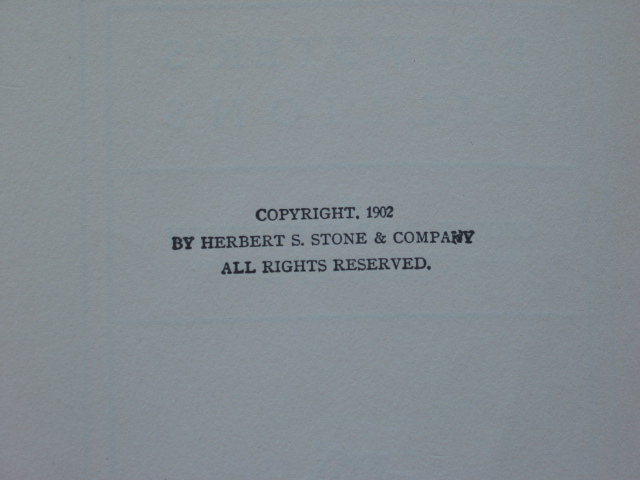 COPYRIGHT. 1902
BY HERBERT S. STONE & COMPANY
ALL RIGHTS RESERVED.